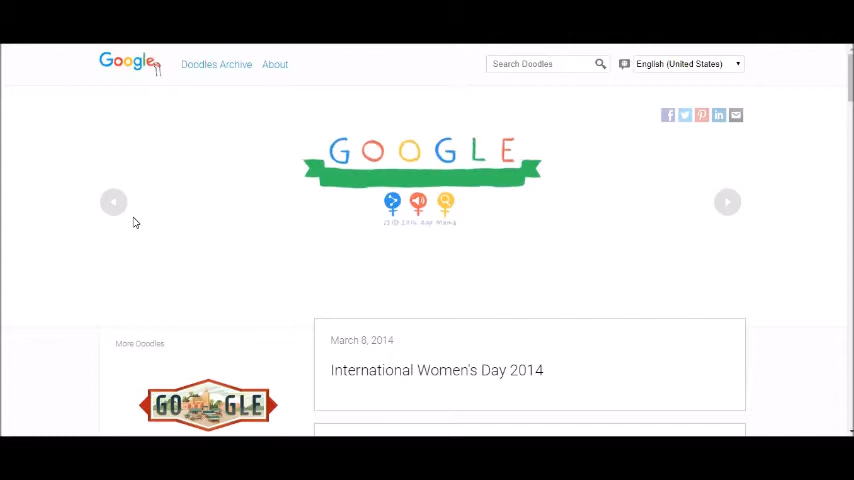 Google
Doodles Archive
About
Search Doodles
English (United States)
GOOGLE
March 8, 2014
International Women's Day 2014
More Doodles
GO GLE